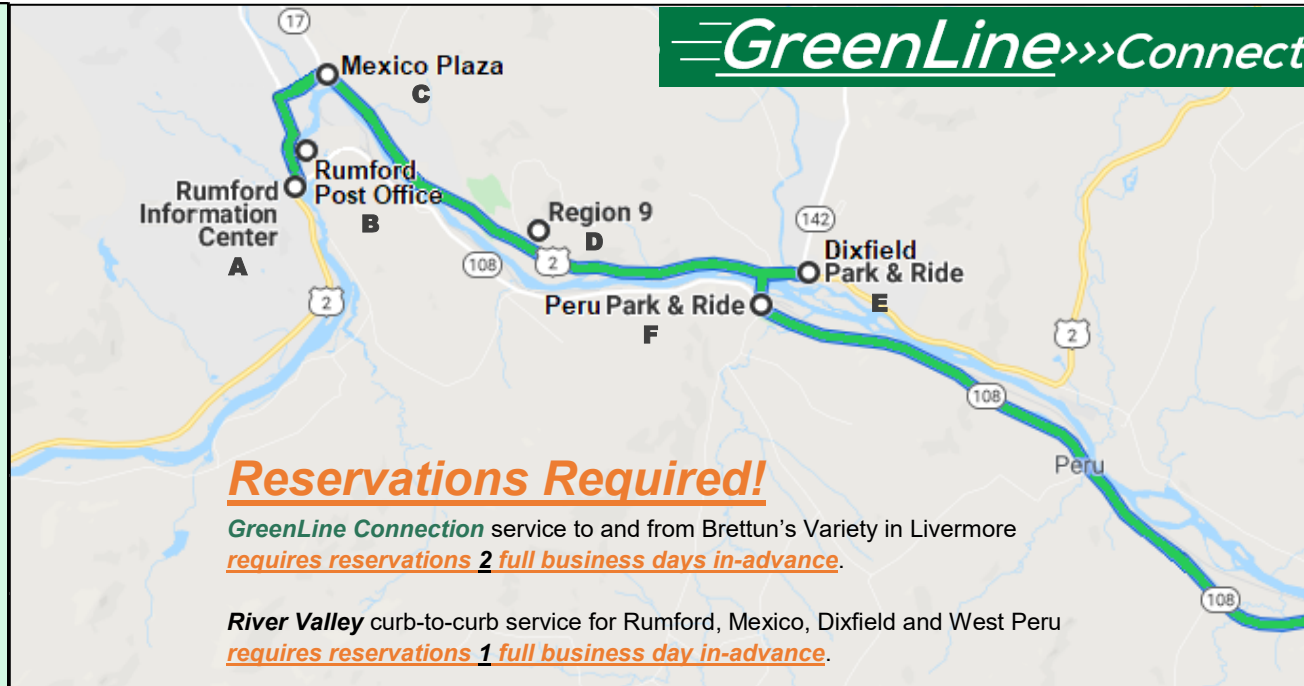 GreenLine›››Connect
17
Mexico Plaza
C
Rumford
Post Office
B
Rumford
Information
Center
A
Region 9
D
142
Dixfield
Park & Ride
E
108
2
Peru Park & Ride
F
2
2
108
Peru
108
Reservations Required!
GreenLine Connection service to and from Brettun’s Variety in Livermore
requires reservations 2 full business days in-advance.
River Valley curb-to-curb service for Rumford, Mexico, Dixfield and West Peru
requires reservations 1 full business day in-advance.